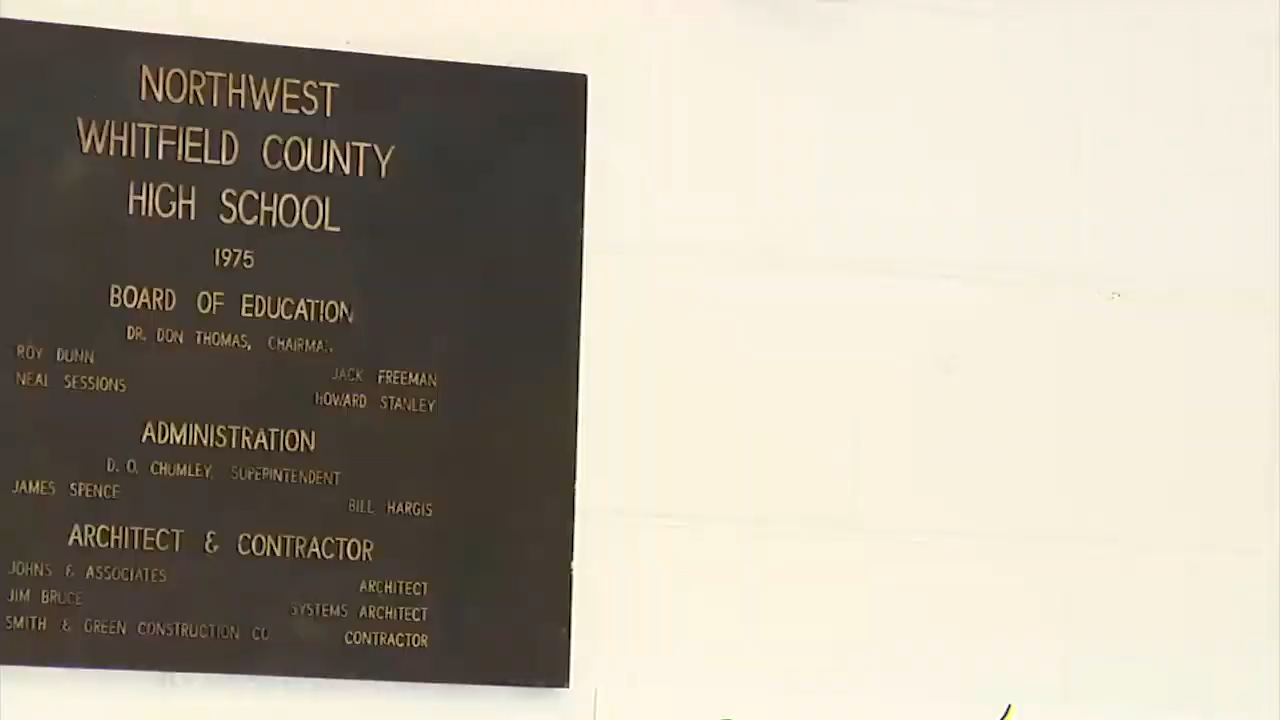 NORTHWEST
WHITFIELD COUNTY
HIGH SCHOOL
1975
BOARD OF EDUCATION
DR. DON THOMAS, CHAIRMAN
ROY DUNN JACK FREEMAN
NEAL SESSIONS HOWARD STANLEY
ADMINISTRATION
D. O. CHUMLEY, SUPERINTENDENT
JAMES SPENCE BILL HARGIS
ARCHITECT & CONTRACTOR
JOHNS & ASSOCIATES ARCHITECT
JIM BRUCE SYSTEMS ARCHITECT
SMITH & GREEN CONSTRUCTION CO CONTRACTOR